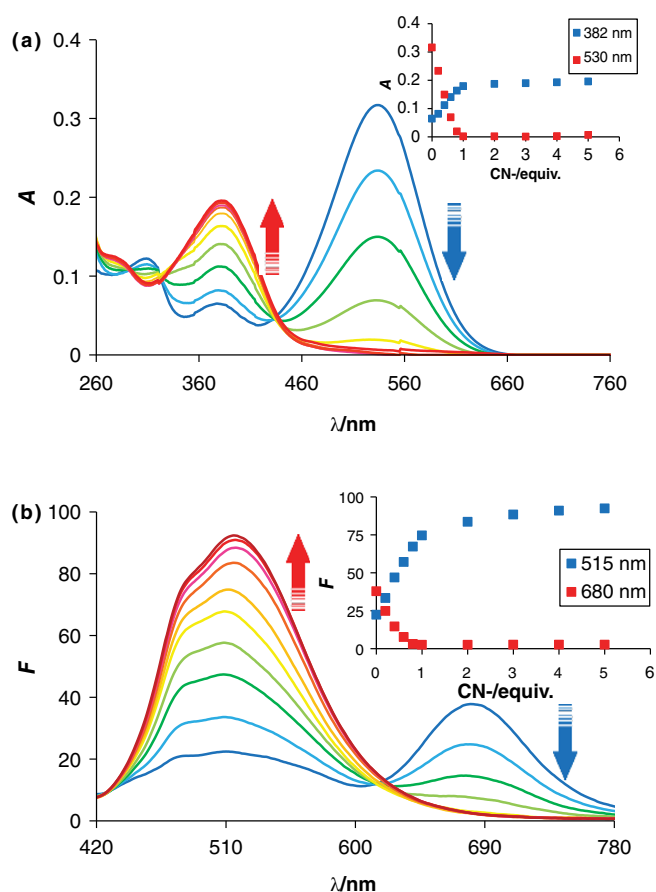 (a)
0.4
0.3
0.2
0.1
0
A
260 360 460 560 660 760
λ/nm
0.4
0.3
0.2
0.1
0
A
0 1 2 3 4 5 6
CN-/equiv.
382 nm
530 nm
(b)
100
80
60
40
20
0
F
420 510 600 690 780
λ/nm
100
75
50
25
0
F
0 1 2 3 4 5 6
CN-/equiv.
515 nm
680 nm